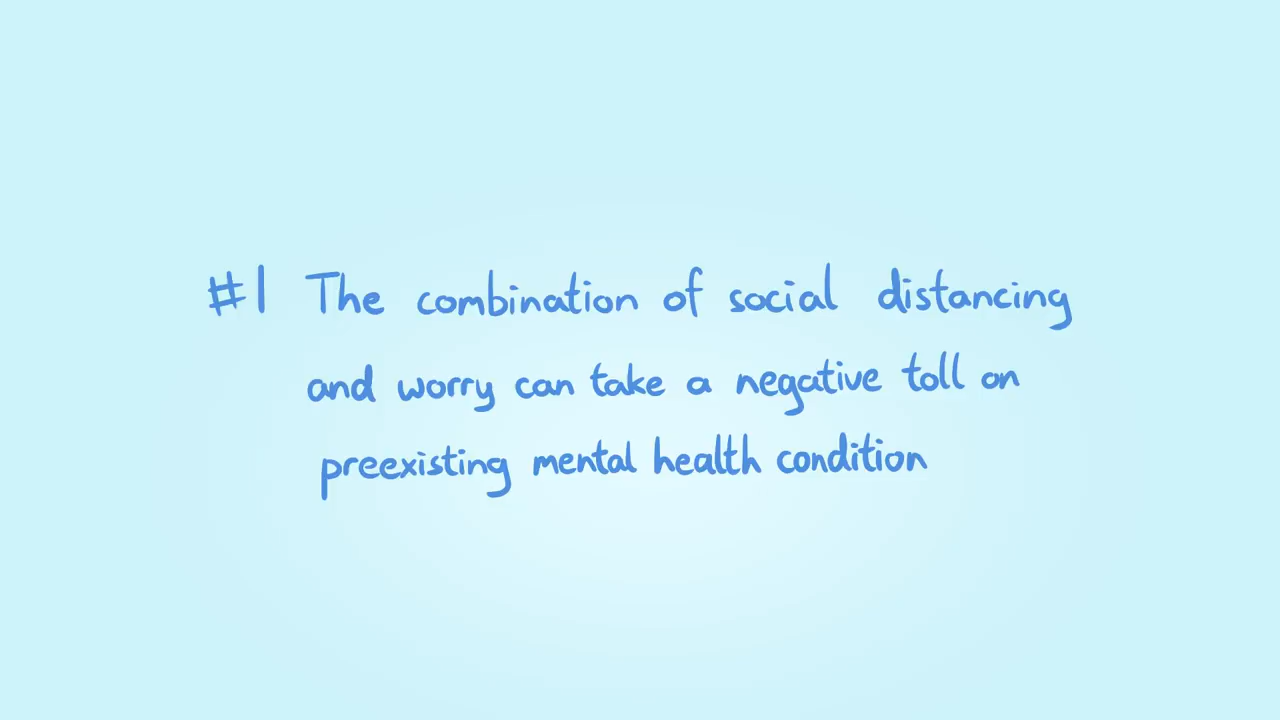 #1 The combination of social distancing
and worry can take a negative toll on
preexisting mental health condition